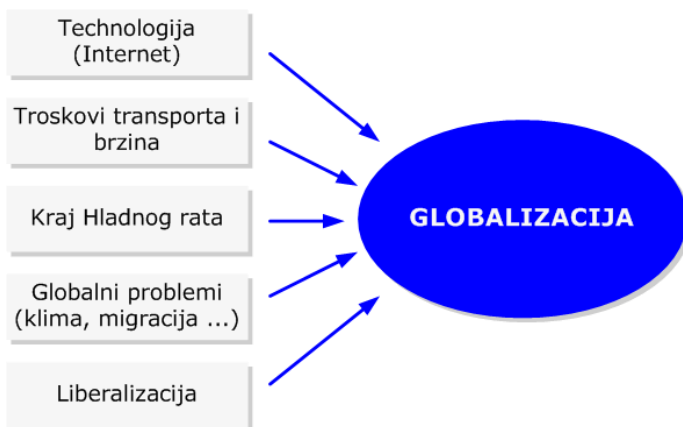 Technologija
(Internet)
Troskovi transporta i
brzina
Kraj Hladnog rata
GLOBALIZACIJA
Globalni problemi
(klima, migracija ...)
Liberalizacija